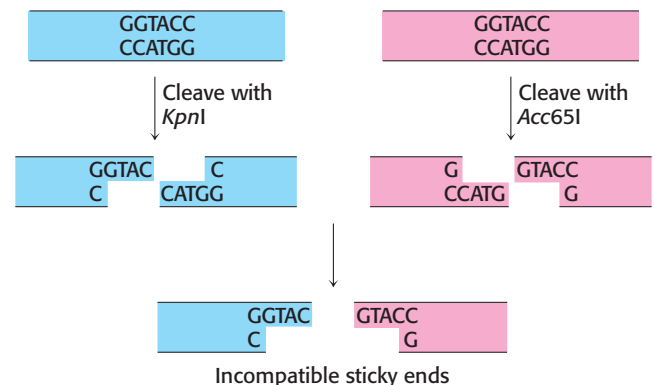 GGTACC
CCATGG
GGTACC
CCATGG
Cleave with
KpnI
Cleave with
Acc65I
GGTAC C
C CATGG
G GTACC
CCATG G
GGTAC GTACC
C G
Incompatible sticky ends